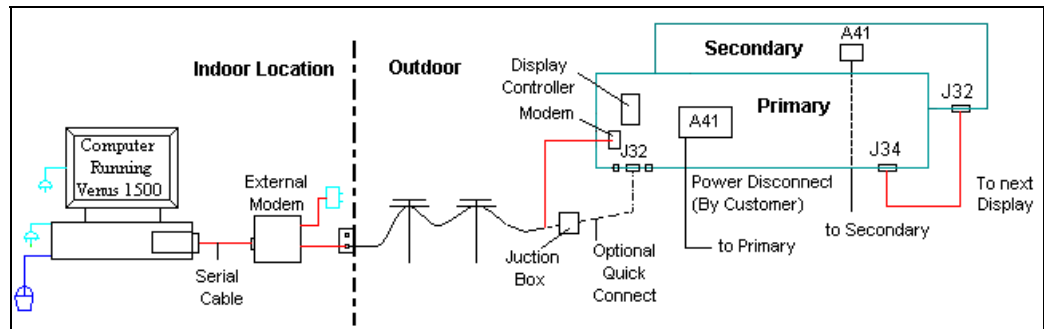 Indoor Location
Outdoor
Secondary
A41
Display
Controller
Modem
Primary
A41
J32
J32
J34
Computer
Running
Venus 1500
External
Modem
Power Disconnect
(By Customer)
To next
Display
to Secondary
to Primary
Serial
Cable
Juction
Box
Optional
Quick
Connect